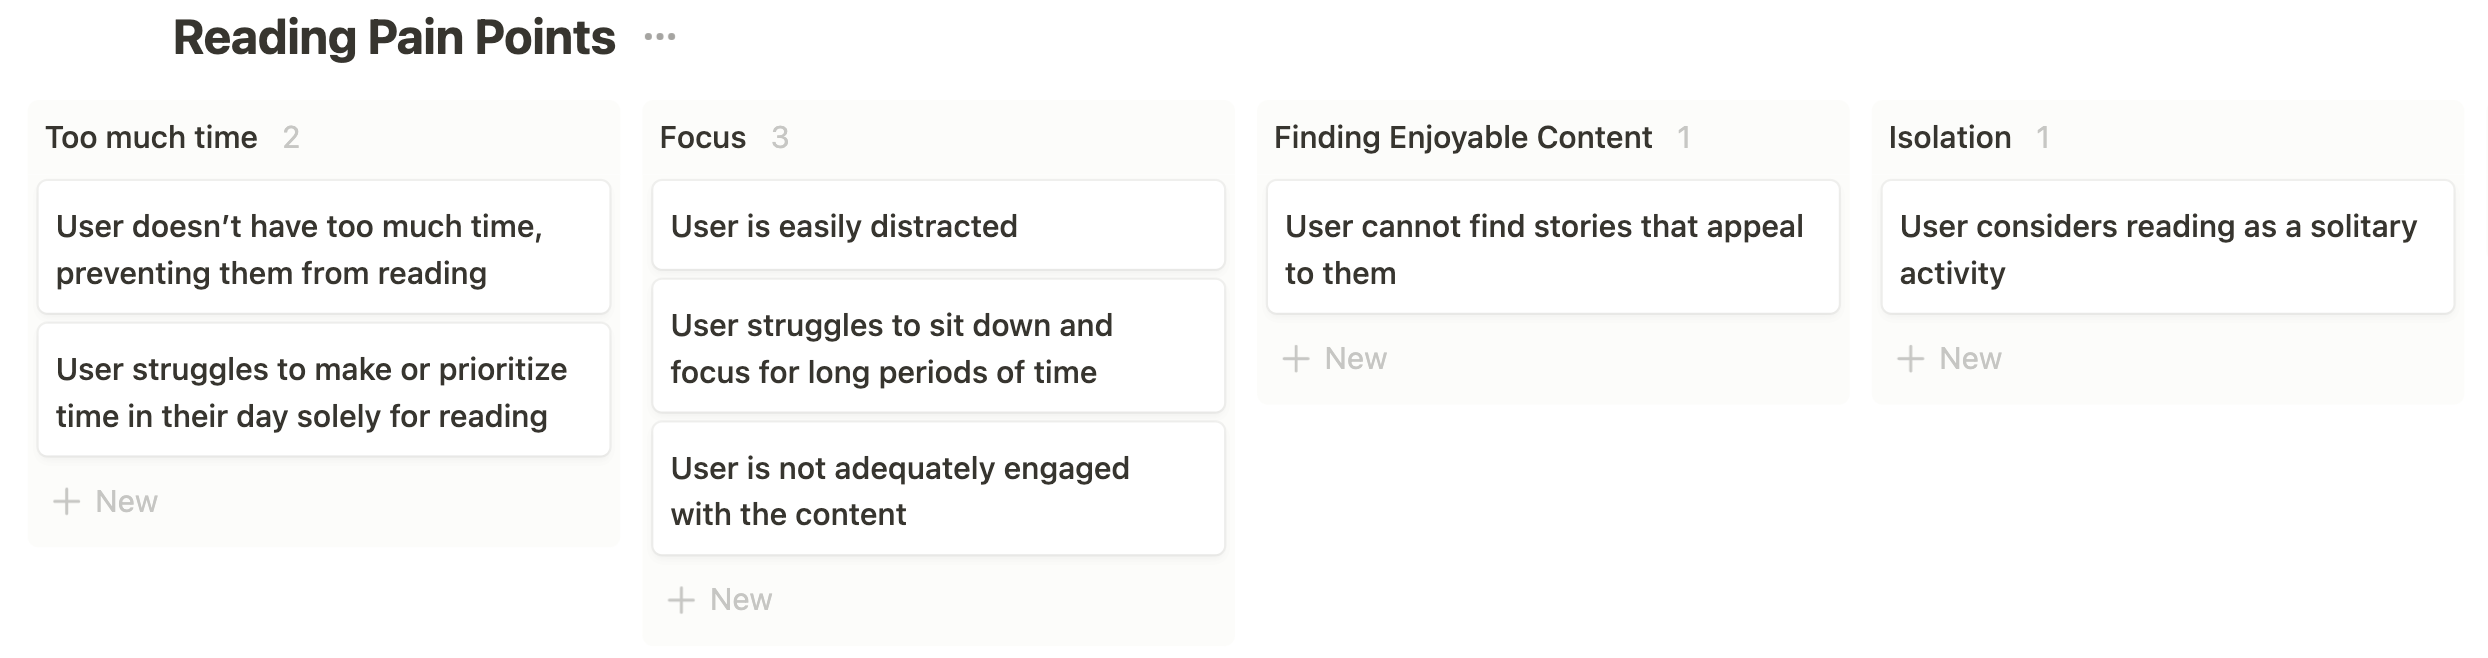 Reading Pain Points
Too much time 2
User doesn’t have too much time,
preventing them from reading
User struggles to make or prioritize
time in their day solely for reading
+ New
Focus 3
User is easily distracted
User struggles to sit down and
focus for long periods of time
User is not adequately engaged
with the content
+ New
Finding Enjoyable Content 1
User cannot find stories that appeal
to them
+ New
Isolation 1
User considers reading as a solitary
activity
+ New